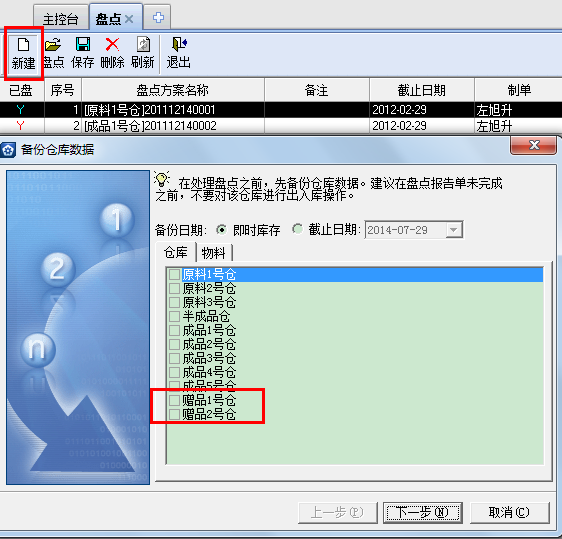 主控台 盘点
新建 盘点 保存 删除 刷新 退出
已盘 序号 盘点方案名称 备注 截止日期 制单
Y 1 [原料1号仓]201112140001 2012-02-29 左旭升
Y 2 [成品1号仓]201112140002 2012-02-29 左旭升
备份仓库数据
在处理盘点之前，先备份仓库数据。建议在盘点报告单未完成
之前，不要对该仓库进行出入库操作。
备份日期: 即时库存 截止日期: 2014-07-29
仓库 物料
原料1号仓
原料2号仓
原料3号仓
半成品仓
成品1号仓
成品2号仓
成品3号仓
成品4号仓
成品5号仓
赠品1号仓
赠品2号仓
1
2
n
上一步(P) 下一步(N) 取消(C)